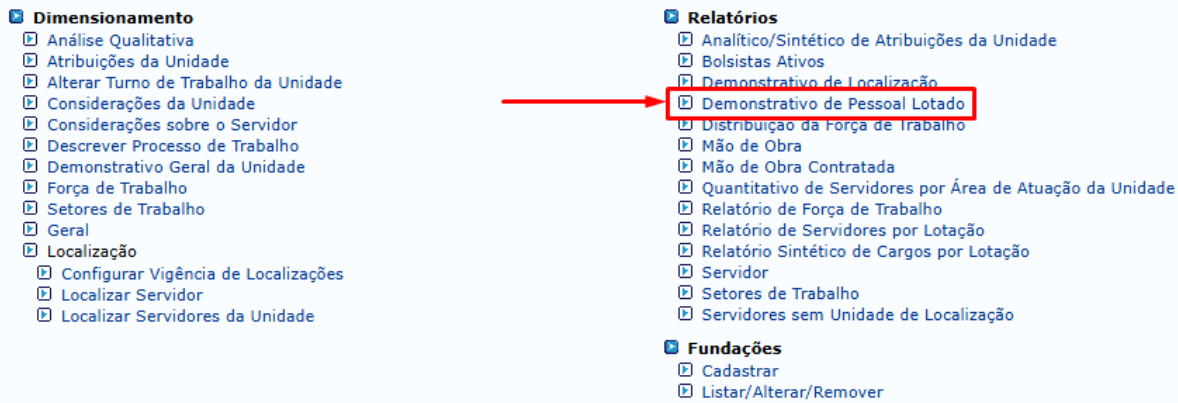 Dimensionamento
Análise Qualitativa
Atribuições da Unidade
Alterar Turno de Trabalho da Unidade
Considerações da Unidade
Considerações sobre o Servidor
Descrever Processo de Trabalho
Demonstrativo Geral da Unidade
Força de Trabalho
Setores de Trabalho
Geral
Localização
Configurar Vigência de Localizações
Localizar Servidor
Localizar Servidores da Unidade
Relatórios
Analítico/Sintético de Atribuições da Unidade
Bolsistas Ativos
Demonstrativo de Localização
Demonstrativo de Pessoal Lotado
Distribuição da Força de Trabalho
Mão de Obra
Mão de Obra Contratada
Quantitativo de Servidores por Área de Atuação da Unidade
Relatório de Força de Trabalho
Relatório de Servidores por Lotação
Relatório Sintético de Cargos por Lotação
Servidor
Setores de Trabalho
Servidores sem Unidade de Localização
Fundações
Cadastrar
Listar/Alterar/Remover